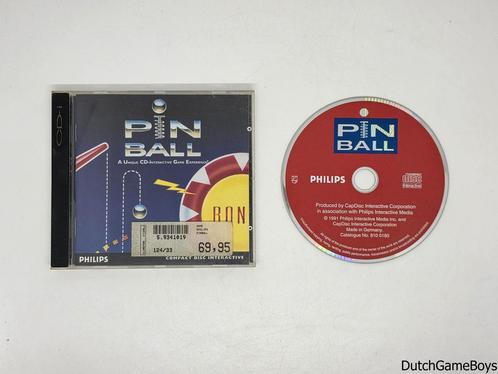 CD-i
PIN
BALL
A UNIQUE CD-INTERACTIVE GAME EXPERIENCE
BON
5.9341019
124/33
69,95
PHILIPS
COMPACT DISC INTERACTIVE
PIN
BALL
PHILIPS
Produced by CapDisc Interactive Corporation
in association with Philips Interactive Media
© 1991 Philips Interactive Media Inc. and
CapDisc Interactive Corporation.
Made in Germany.
Catalogue No. 810 0180
DutchGameBoys